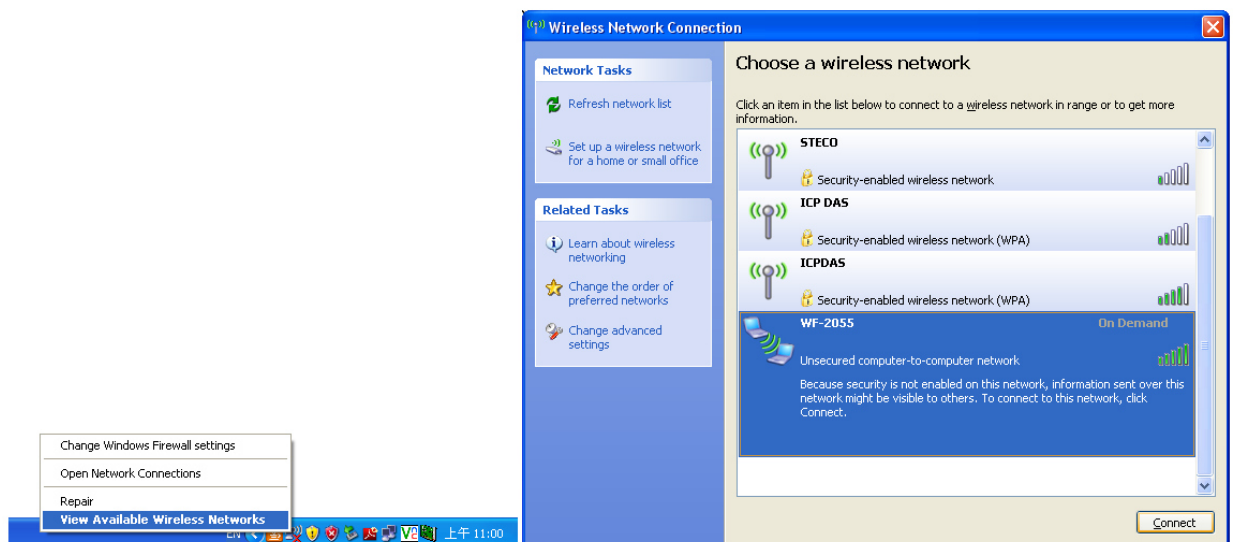 Change Windows Firewall settings
Open Network Connections
Repair
View Available Wireless Networks
EN
V2
上午 11:00
Wireless Network Connection
Network Tasks
Refresh network list
Set up a wireless network
for a home or small office
Related Tasks
Learn about wireless
networking
Change the order of
preferred networks
Change advanced
settings
Choose a wireless network
Click an item in the list below to connect to a wireless network in range or to get more
information.
STECO
Security-enabled wireless network
ICP DAS
Security-enabled wireless network (WPA)
ICPDAS
Security-enabled wireless network (WPA)
WF-2055 On Demand
Unsecured computer-to-computer network
Because security is not enabled on this network, information sent over this
network might be visible to others. To connect to this network, click
Connect.
Connect